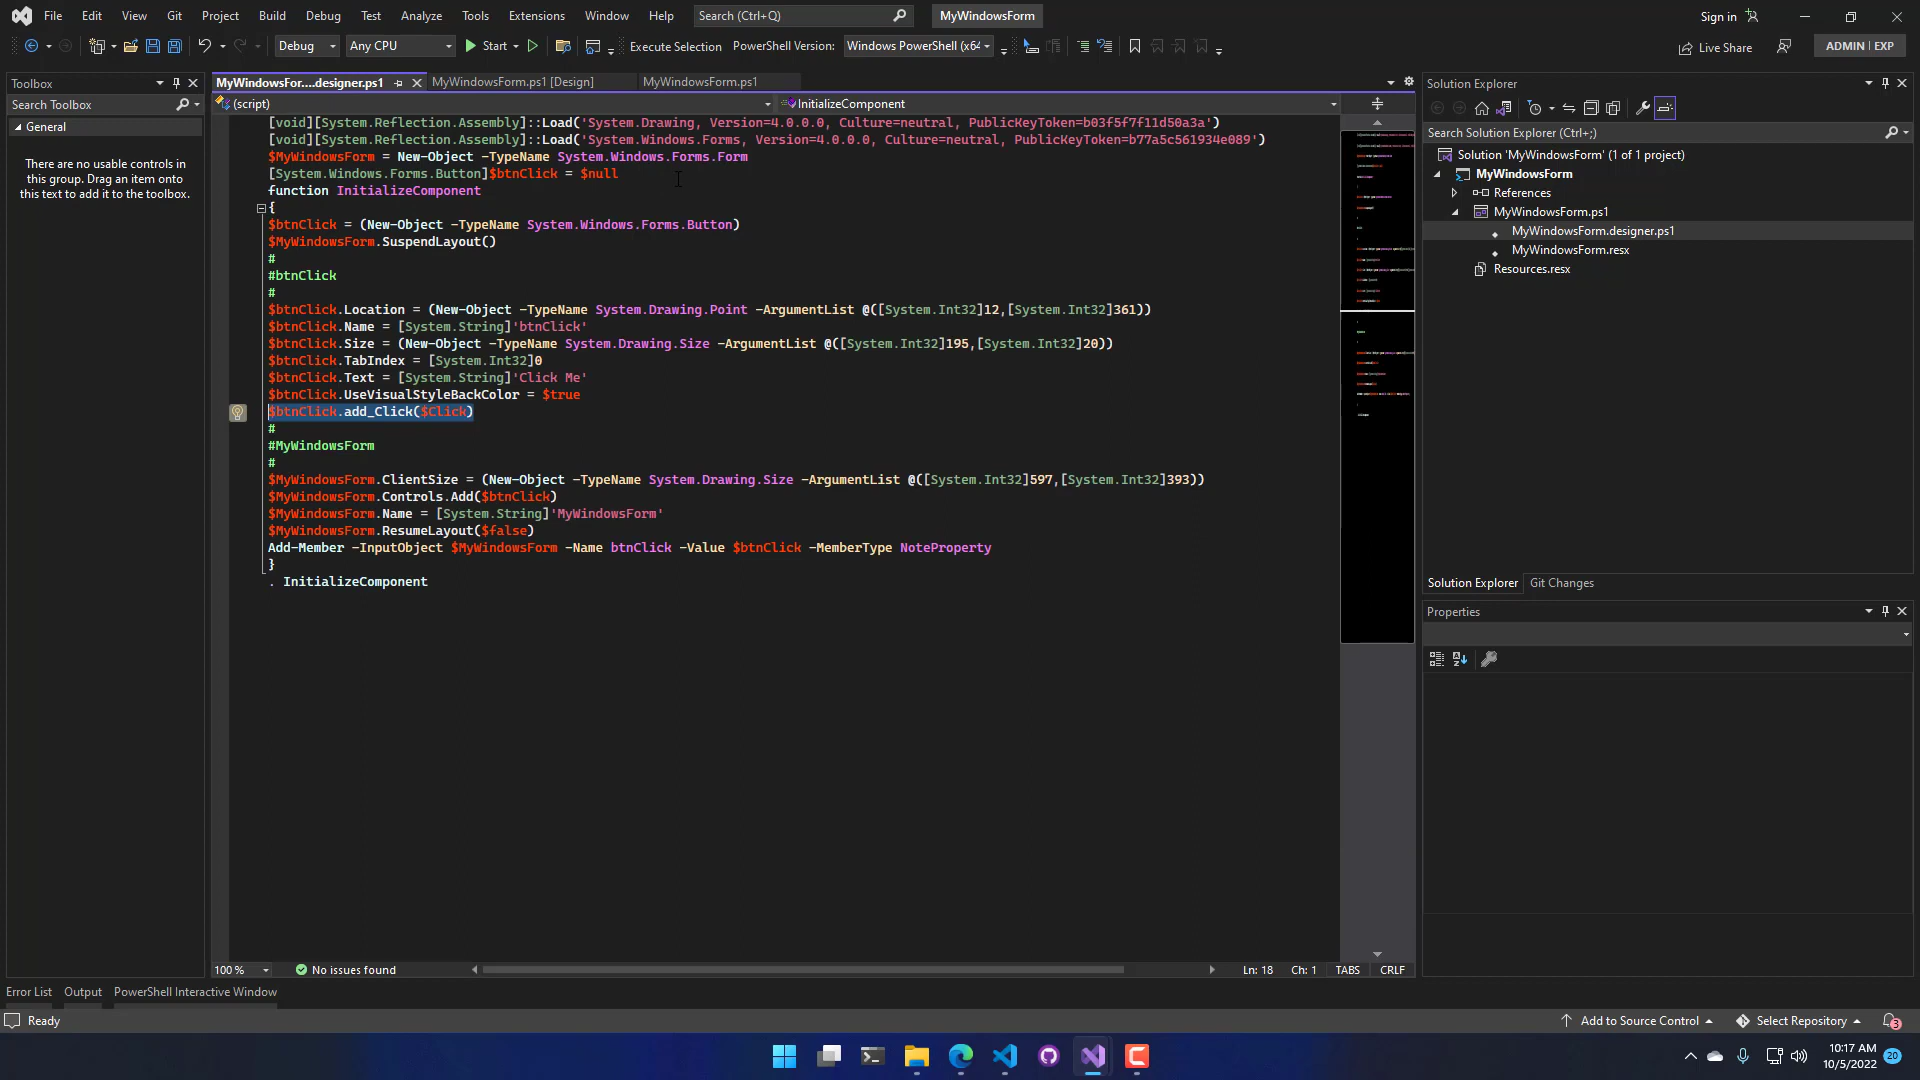 File Edit View Git Project Build Debug Test Analyze Tools Extensions Window Help Search (Ctrl+Q) MyWindowsForm Sign in
Debug Any CPU Start Execute Selection PowerShell Version: Windows PowerShell (x64 Live Share ADMIN | EXP
Toolbox
Search Toolbox
General
There are no usable controls in
this group. Drag an item onto
this text to add it to the toolbox.
MyWindowsFor....designer.ps1 MyWindowsForm.ps1 [Design] MyWindowsForm.ps1
(script) InitializeComponent
[void][System.Reflection.Assembly]::Load('System.Drawing, Version=4.0.0.0, Culture=neutral, PublicKeyToken=b03f5f7f11d50a3a')
[void][System.Reflection.Assembly]::Load('System.Windows.Forms, Version=4.0.0.0, Culture=neutral, PublicKeyToken=b77a5c561934e089')
$MyWindowsForm = New-Object -TypeName System.Windows.Forms.Form
[System.Windows.Forms.Button]$btnClick = $null
function InitializeComponent
{
$btnClick = (New-Object -TypeName System.Windows.Forms.Button)
$MyWindowsForm.SuspendLayout()
#
#btnClick
#
$btnClick.Location = (New-Object -TypeName System.Drawing.Point -ArgumentList @([System.Int32]12,[System.Int32]361))
$btnClick.Name = [System.String]'btnClick'
$btnClick.Size = (New-Object -TypeName System.Drawing.Size -ArgumentList @([System.Int32]195,[System.Int32]20))
$btnClick.TabIndex = [System.Int32]0
$btnClick.Text = [System.String]'Click Me'
$btnClick.UseVisualStyleBackColor = $true
$btnClick.add_Click($Click)
#
#MyWindowsForm
#
$MyWindowsForm.ClientSize = (New-Object -TypeName System.Drawing.Size -ArgumentList @([System.Int32]597,[System.Int32]393))
$MyWindowsForm.Controls.Add($btnClick)
$MyWindowsForm.Name = [System.String]'MyWindowsForm'
$MyWindowsForm.ResumeLayout($false)
Add-Member -InputObject $MyWindowsForm -Name btnClick -Value $btnClick -MemberType NoteProperty
}
. InitializeComponent
100 % No issues found Ln: 18 Ch: 1 TABS CRLF
Solution Explorer
Search Solution Explorer (Ctrl+;)
Solution 'MyWindowsForm' (1 of 1 project)
MyWindowsForm
References
MyWindowsForm.ps1
MyWindowsForm.designer.ps1
MyWindowsForm.resx
Resources.resx
Solution Explorer Git Changes
Properties
Error List Output PowerShell Interactive Window
Ready Add to Source Control Select Repository 3
10:17 AM
10/5/2022 20